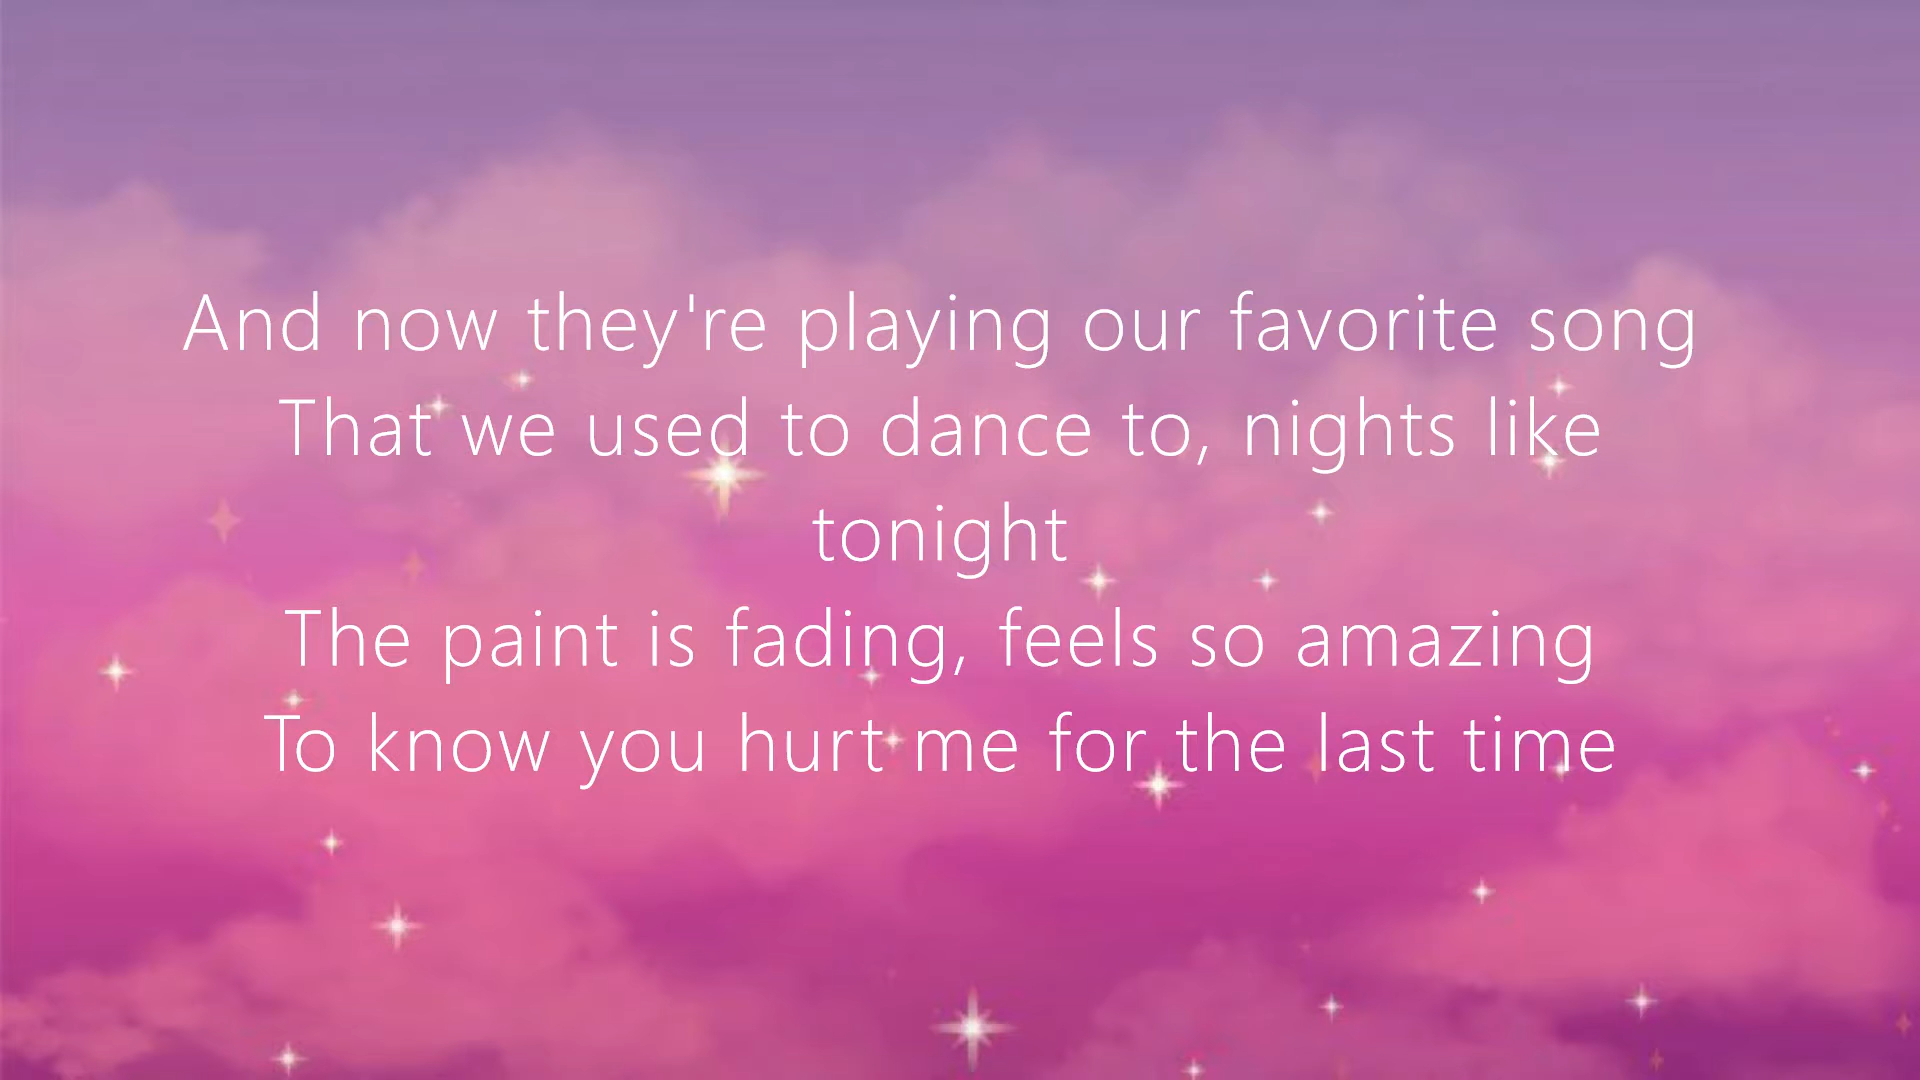 And now they're playing our favorite song
That we used to dance to, nights like
tonight
The paint is fading, feels so amazing
To know you hurt me for the last time